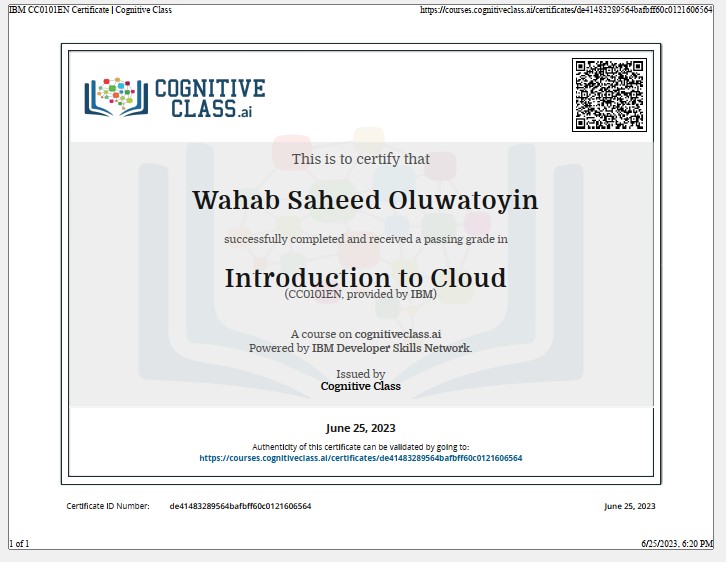 IBM CC0101EN Certificate | Cognitive Class
https://courses.cognitiveclass.ai/certificates/de41483289564bafbff60c0121606564
COGNITIVE
CLASS.ai
This is to certify that
Wahab Saheed Oluwatoyin
successfully completed and received a passing grade in
Introduction to Cloud
(CC0101EN, provided by IBM)
A course on cognitiveclass.ai
Powered by IBM Developer Skills Network.
Issued by
Cognitive Class
June 25, 2023
Authenticity of this certificate can be validated by going to:
https://courses.cognitiveclass.ai/certificates/de41483289564bafbff60c0121606564
Certificate ID Number: de41483289564bafbff60c0121606564
June 25, 2023
1 of 1
6/25/2023, 6:20 PM